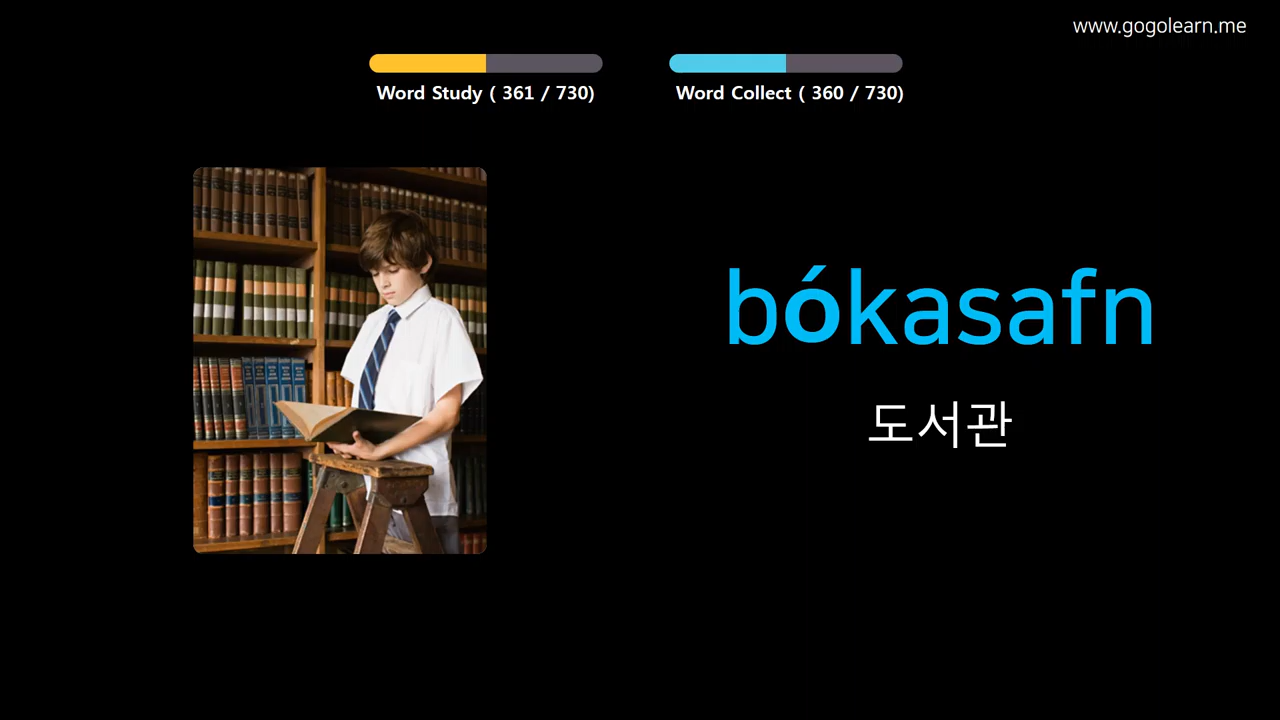 www.gogolearn.me
Word Study ( 361 / 730)
Word Collect ( 360 / 730)
bókasafn
도서관